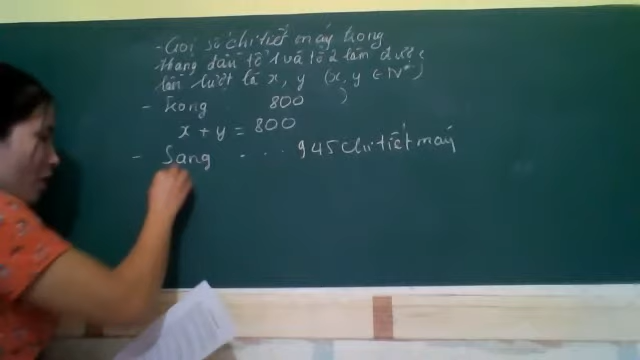 - Gọi số chi tiết máy trong
tháng đầu tổ 1 và tổ 2 làm được
lần lượt là x, y (x, y ∈ N*)
- Trong 800
x + y = 800
- Sang ... 945 chi tiết máy